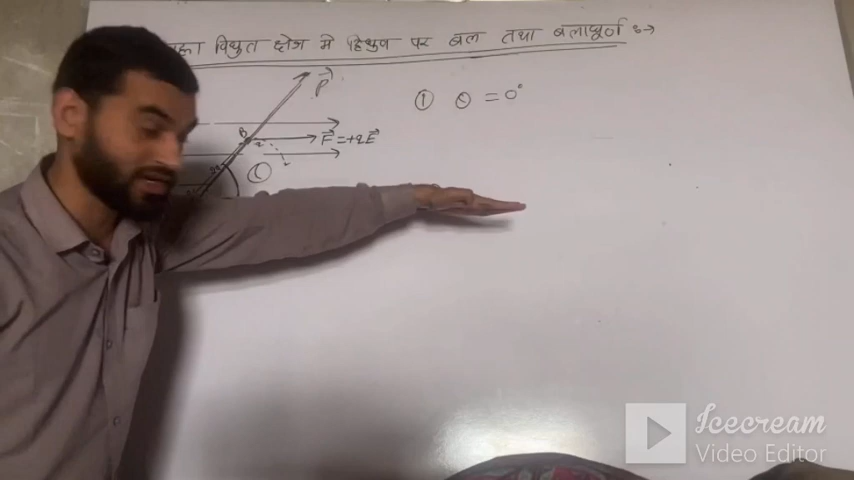 विधुत क्षेत्र मे द्विध्रुव पर बल तथा बलाघूर्ण :->
P⃗
① θ = 0°
B
F⃗ = +qE⃗
Icecream
Video Editor